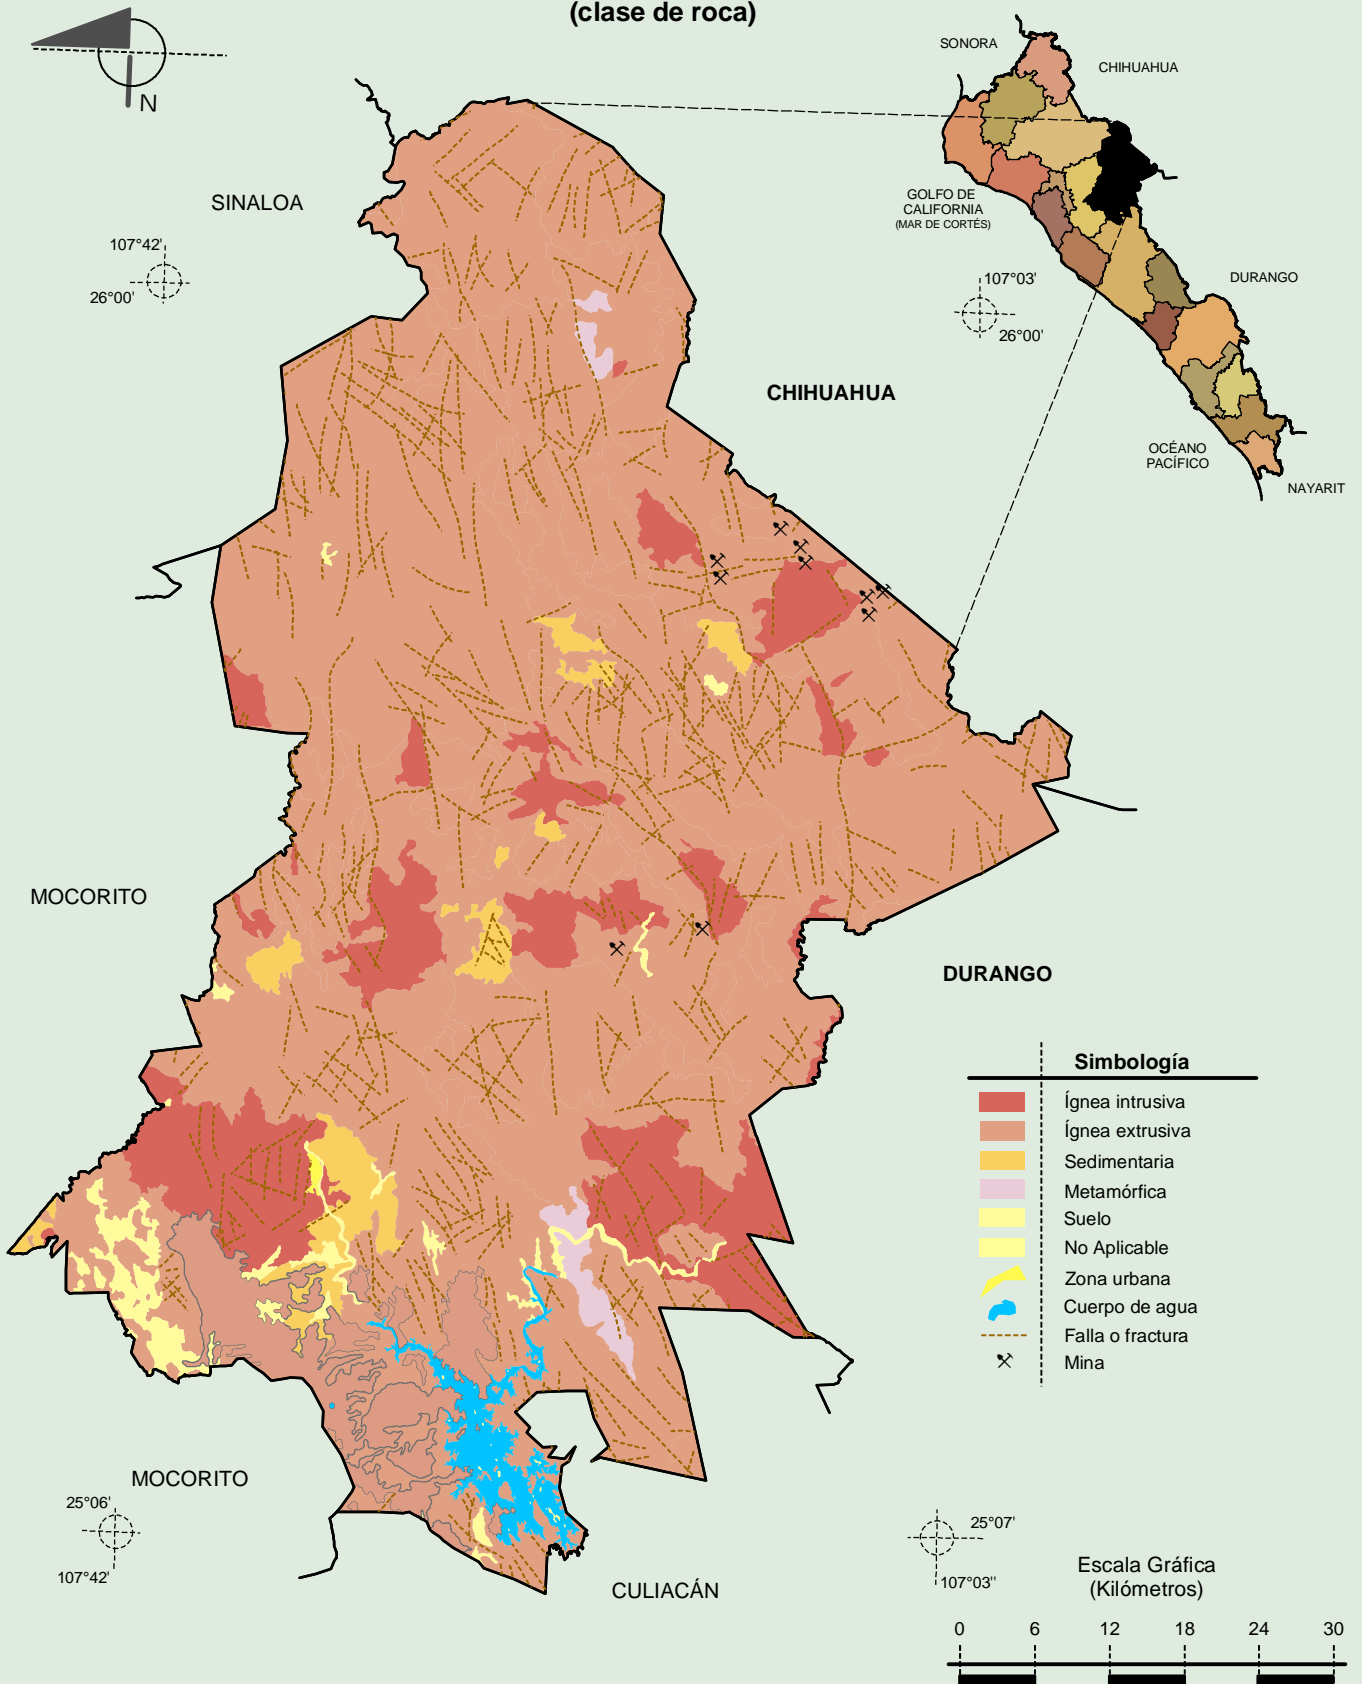 (clase de roca)
N
SONORA
CHIHUAHUA
SINALOA
GOLFO DE
CALIFORNIA
(MAR DE CORTÉS)
107°42'
26°00'
107°03'
26°00'
DURANGO
CHIHUAHUA
OCÉANO
PACÍFICO
NAYARIT
MOCORITO
DURANGO
Simbología
Ígnea intrusiva
Ígnea extrusiva
Sedimentaria
Metamórfica
Suelo
No Aplicable
Zona urbana
Cuerpo de agua
Falla o fractura
Mina
MOCORITO
25°06'
107°42'
25°07'
107°03"
CULIACÁN
Escala Gráfica
(Kilómetros)
0 6 12 18 24 30